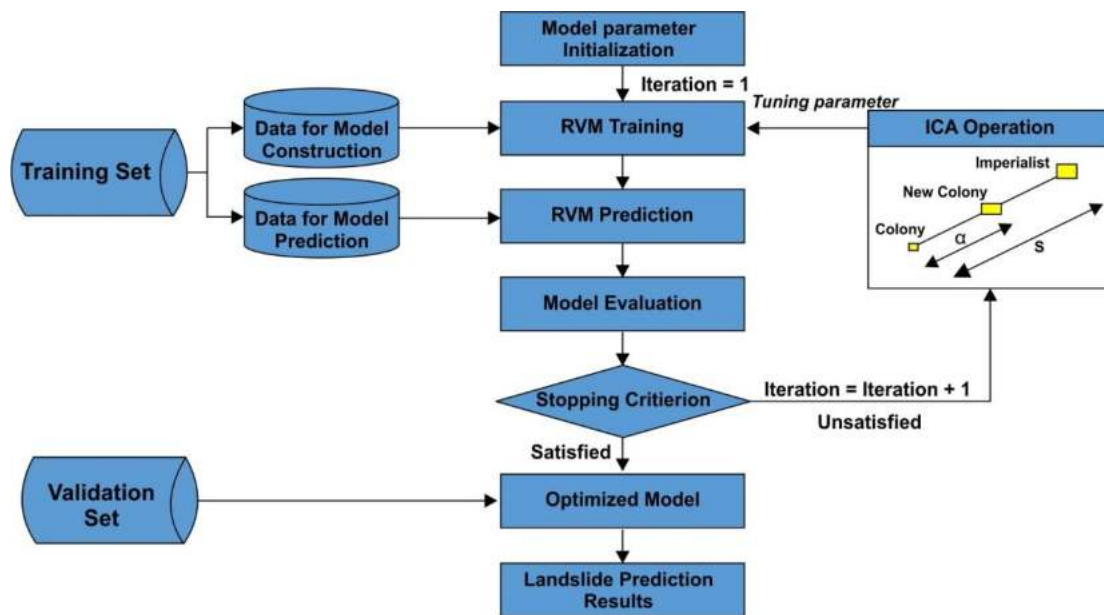 Model parameter
Initialization
Iteration = 1
Tuning parameter
Training Set
Data for Model
Construction
RVM Training
ICA Operation
Imperialist
New Colony
Colony
α
S
Data for Model
Prediction
RVM Prediction
Model Evaluation
Stopping Critierion
Iteration = Iteration + 1
Unsatisfied
Satisfied
Validation
Set
Optimized Model
Landslide Prediction
Results